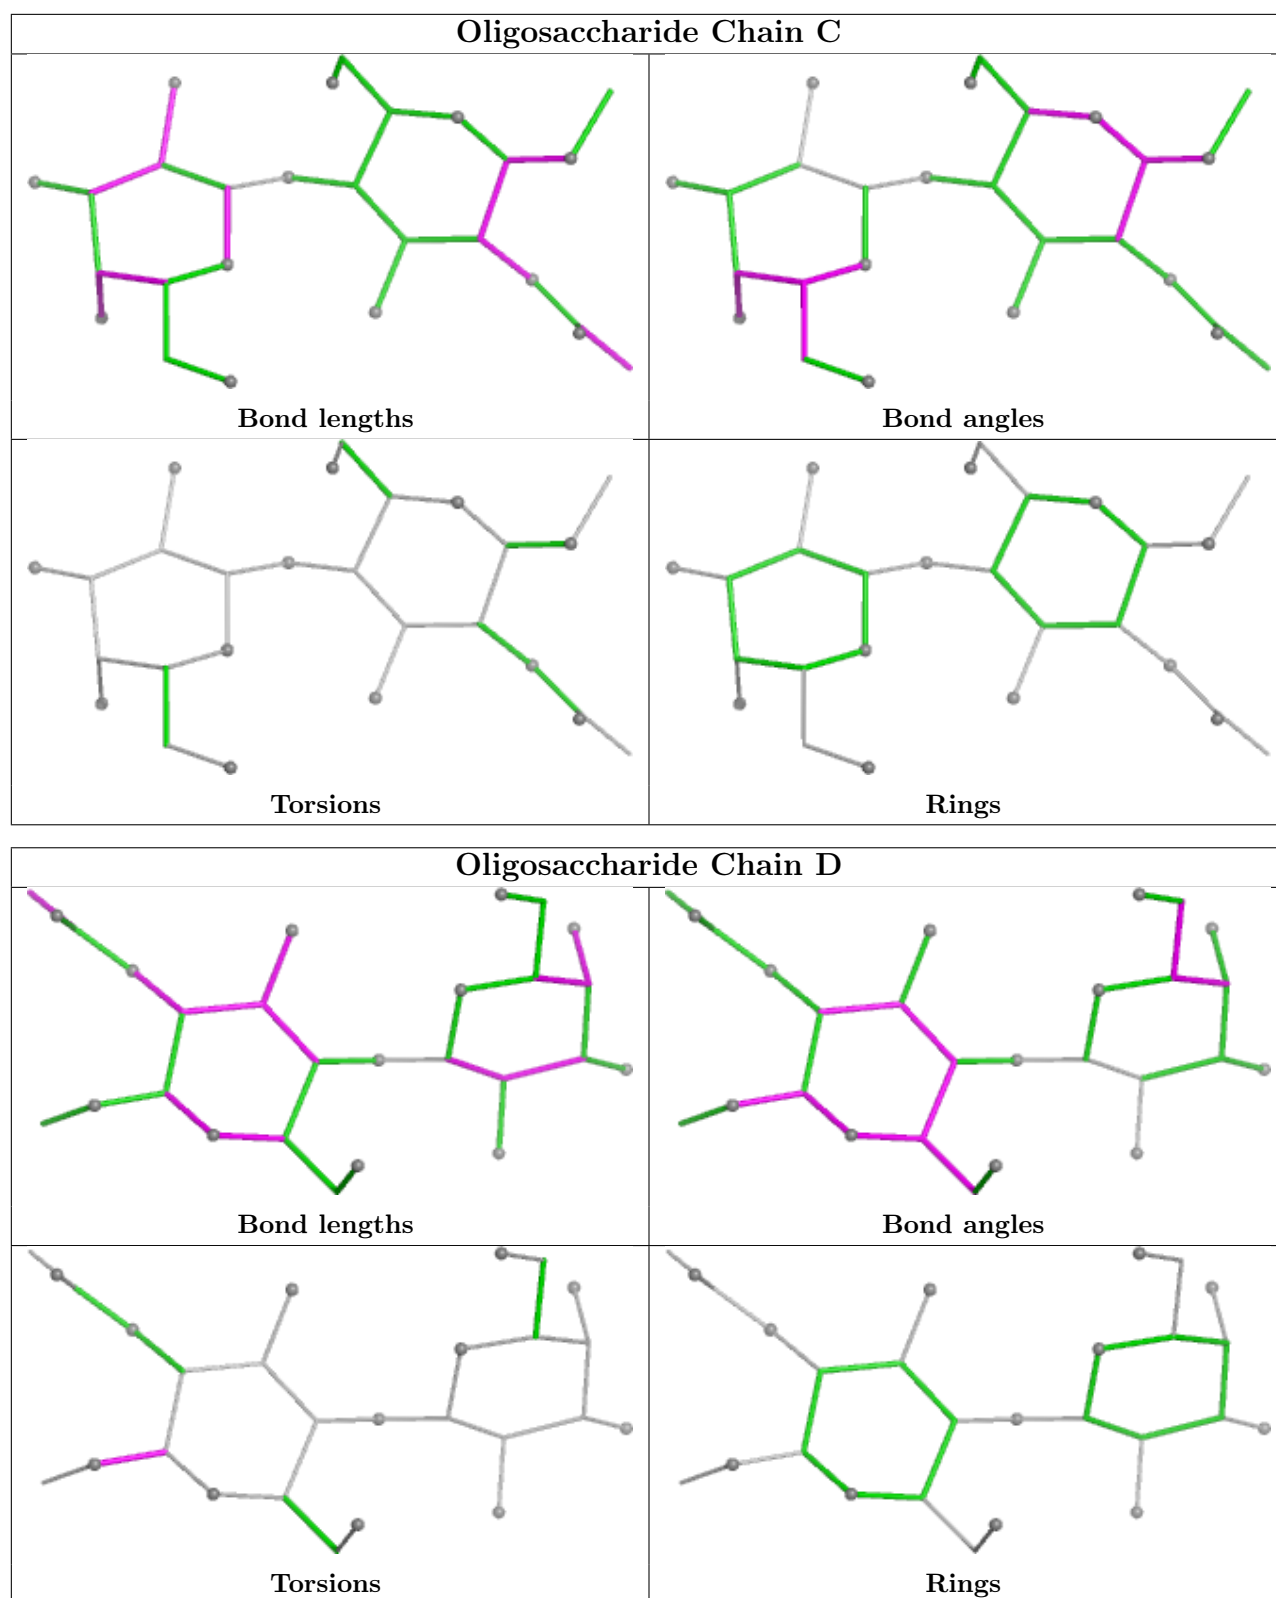 Oligosaccharide Chain C
Bond lengths
Bond angles
Torsions
Rings
Oligosaccharide Chain D
Bond lengths
Bond angles
Torsions
Rings